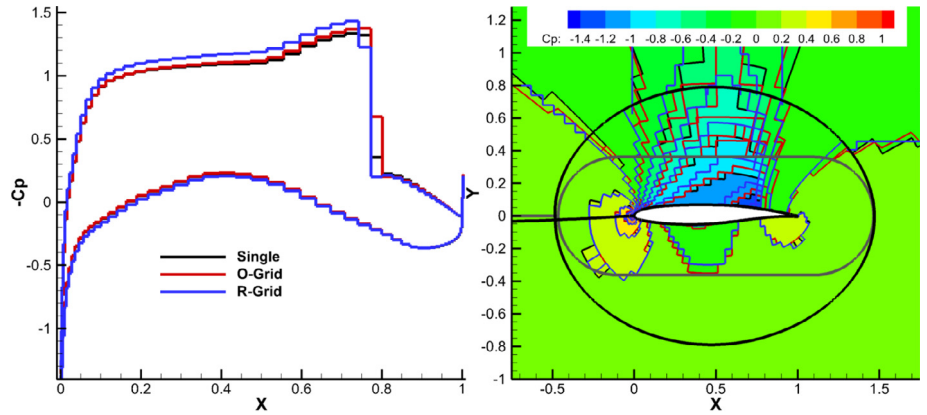 1.5
1
0.5
0
-0.5
-1
-Cp
Single
O-Grid
R-Grid
0 0.2 0.4 0.6 0.8 1
X
Cp: -1.4 -1.2 -1 -0.8 -0.6 -0.4 -0.2 0 0.2 0.4 0.6 0.8 1
1.2
1
0.8
0.6
0.4
0.2
0
-0.2
-0.4
-0.6
-0.8
-1
Y
-0.5 0 0.5 1 1.5
X